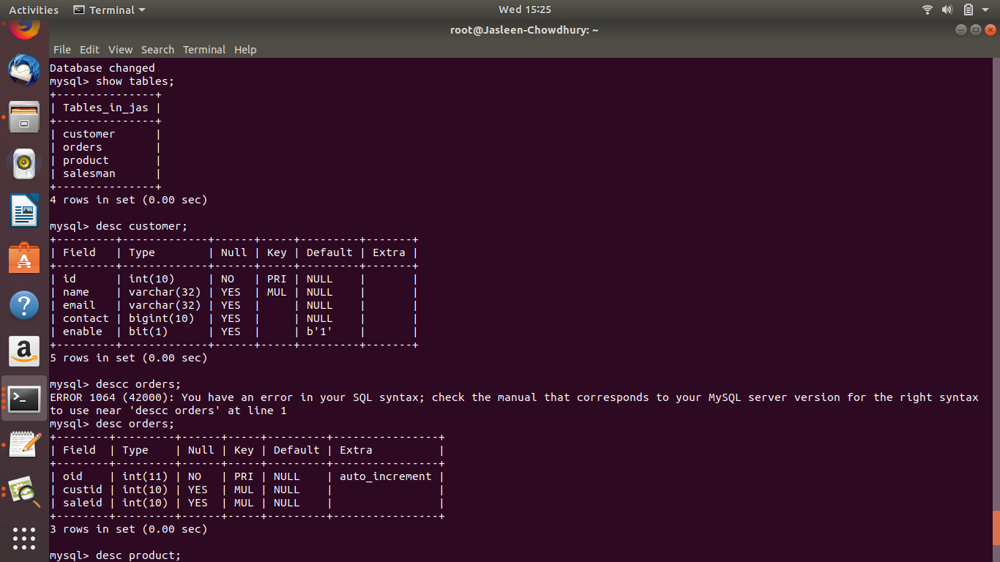 Activities Terminal Wed 15:25
root@Jasleen-Chowdhury: ~
File Edit View Search Terminal Help
Database changed
mysql> show tables;
+---------------+
| Tables_in_jas |
+---------------+
| customer      |
| orders        |
| product       |
| salesman      |
+---------------+
4 rows in set (0.00 sec)

mysql> desc customer;
+---------+-------------+------+-----+---------+-------+
| Field   | Type        | Null | Key | Default | Extra |
+---------+-------------+------+-----+---------+-------+
| id      | int(10)     | NO   | PRI | NULL    |       |
| name    | varchar(32) | YES  | MUL | NULL    |       |
| email   | varchar(32) | YES  |     | NULL    |       |
| contact | bigint(10)  | YES  |     | NULL    |       |
| enable  | bit(1)      | YES  |     | b'1'    |       |
+---------+-------------+------+-----+---------+-------+
5 rows in set (0.00 sec)

mysql> descc orders;
ERROR 1064 (42000): You have an error in your SQL syntax; check the manual that corresponds to your MySQL server version for the right syntax
to use near 'descc orders' at line 1
mysql> desc orders;
+--------+---------+------+-----+---------+----------------+
| Field  | Type    | Null | Key | Default | Extra          |
+--------+---------+------+-----+---------+----------------+
| oid    | int(11) | NO   | PRI | NULL    | auto_increment |
| custid | int(10) | YES  | MUL | NULL    |                |
| saleid | int(10) | YES  | MUL | NULL    |                |
+--------+---------+------+-----+---------+----------------+
3 rows in set (0.00 sec)

mysql> desc product;